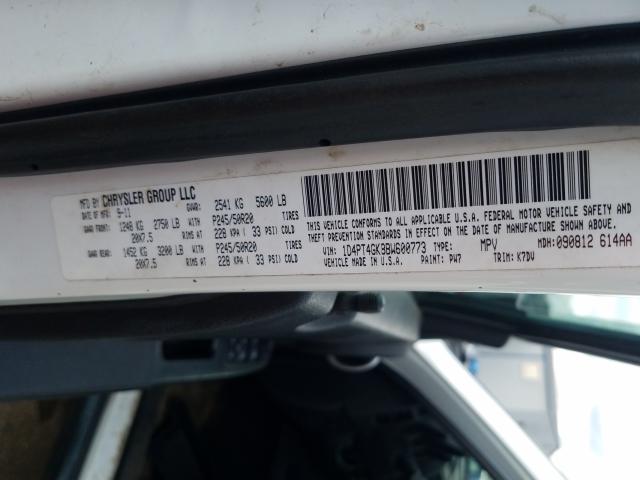 MFD BY CHRYSLER GROUP LLC
DATE OF MFR: 9-11 GVWR: 2541 KG 5600 LB
GAWR FRONT: 1248 KG 2750 LB WITH P245/50R20 TIRES
20X7.5 RIMS AT 228 KPA ( 33 PSI) COLD
GAWR REAR: 1452 KG 3200 LB WITH P245/50R20 TIRES
20X7.5 RIMS AT 228 KPA ( 33 PSI) COLD
THIS VEHICLE CONFORMS TO ALL APPLICABLE U.S.A. FEDERAL MOTOR VEHICLE SAFETY AND
THEFT PREVENTION STANDARDS IN EFFECT ON THE DATE OF MANUFACTURE SHOWN ABOVE.
VIN: 1D4PT4GK3BW600773 TYPE: MPV MDH: 090812 614AA
VEHICLE MADE IN U.S.A. PAINT: PW7 TRIM: K7DV